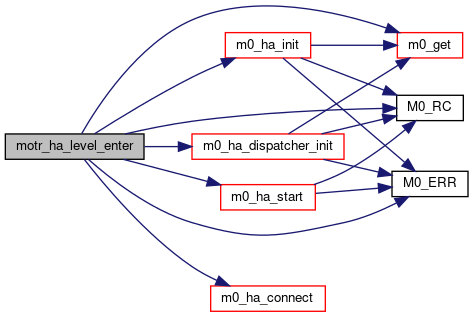 motr_ha_level_enter
m0_ha_init
m0_ha_dispatcher_init
m0_ha_start
m0_ha_connect
m0_get
M0_RC
M0_ERR